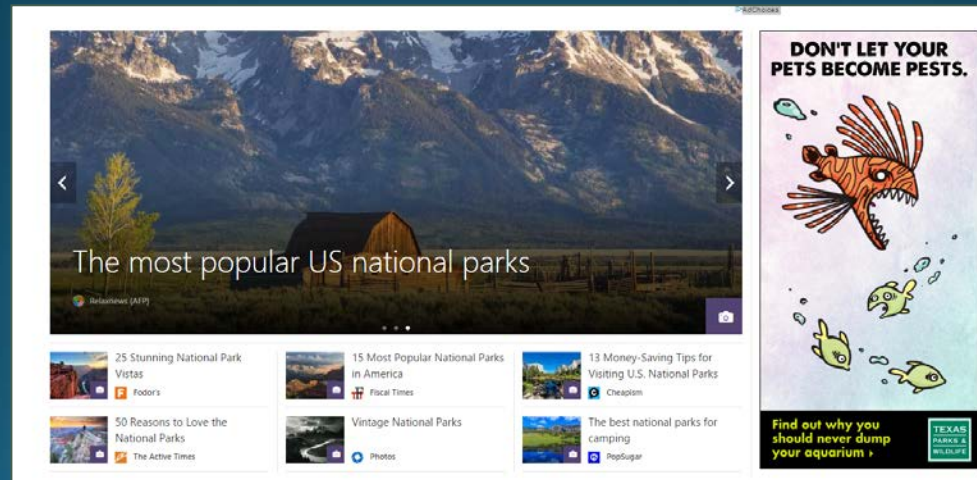 AdChoices
DON'T LET YOUR
PETS BECOME PESTS.
The most popular US national parks
Relaxnews (AFP)
25 Stunning National Park
Vistas
Fodor's
15 Most Popular National Parks
in America
Fiscal Times
13 Money-Saving Tips for
Visiting U.S. National Parks
Cheapism
50 Reasons to Love the
National Parks
The Active Times
Vintage National Parks
Photos
The best national parks for
camping
PopSugar
Find out why you
should never dump
your aquarium
TEXAS
PARKS &
WILDLIFE